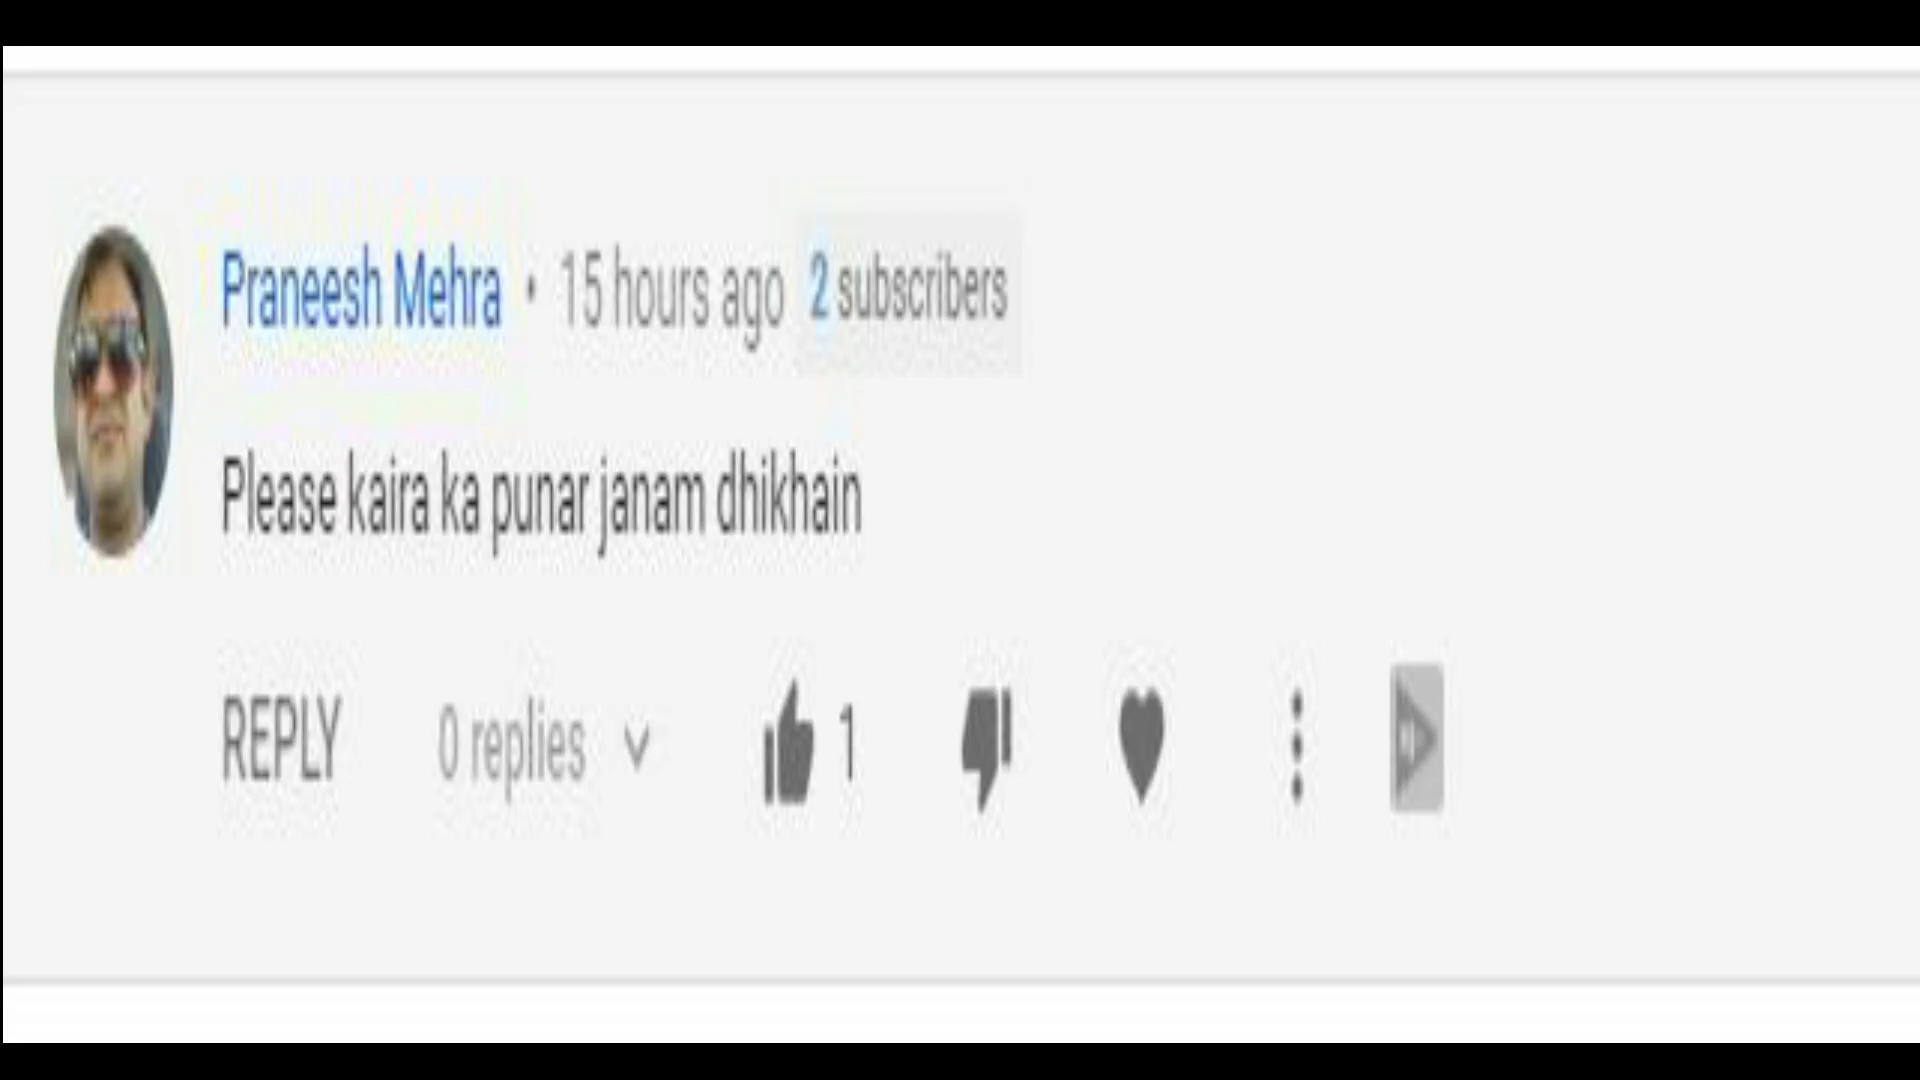 Praneesh Mehra • 15 hours ago 2 subscribers
Please kaira ka punar janam dhikhain
REPLY 0 replies 1